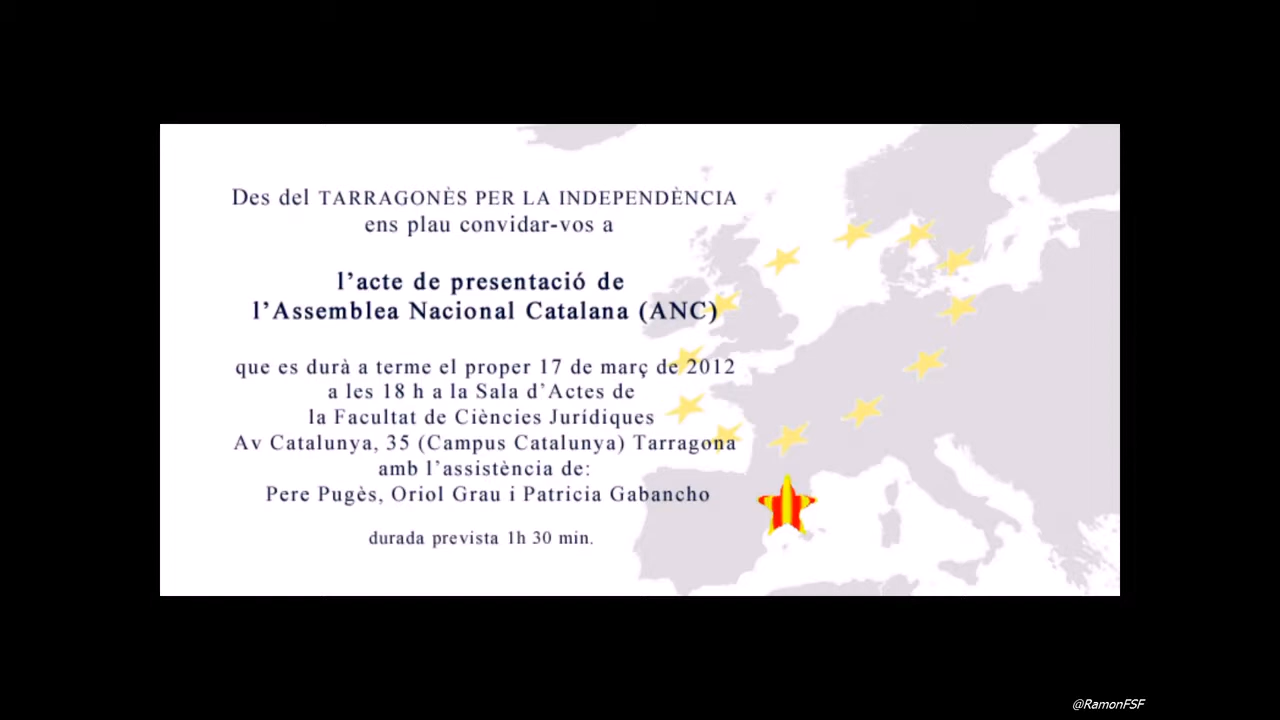 Des del TARRAGONÈS PER LA INDEPENDÈNCIA
ens plau convidar-vos a
l'acte de presentació de
l'Assemblea Nacional Catalana (ANC)
que es durà a terme el proper 17 de març de 2012
a les 18 h a la Sala d'Actes de
la Facultat de Ciències Jurídiques
Av Catalunya, 35 (Campus Catalunya) Tarragona
amb l'assistència de:
Pere Pugès, Oriol Grau i Patricia Gabancho
durada prevista 1h 30 min.
@RamonFSF